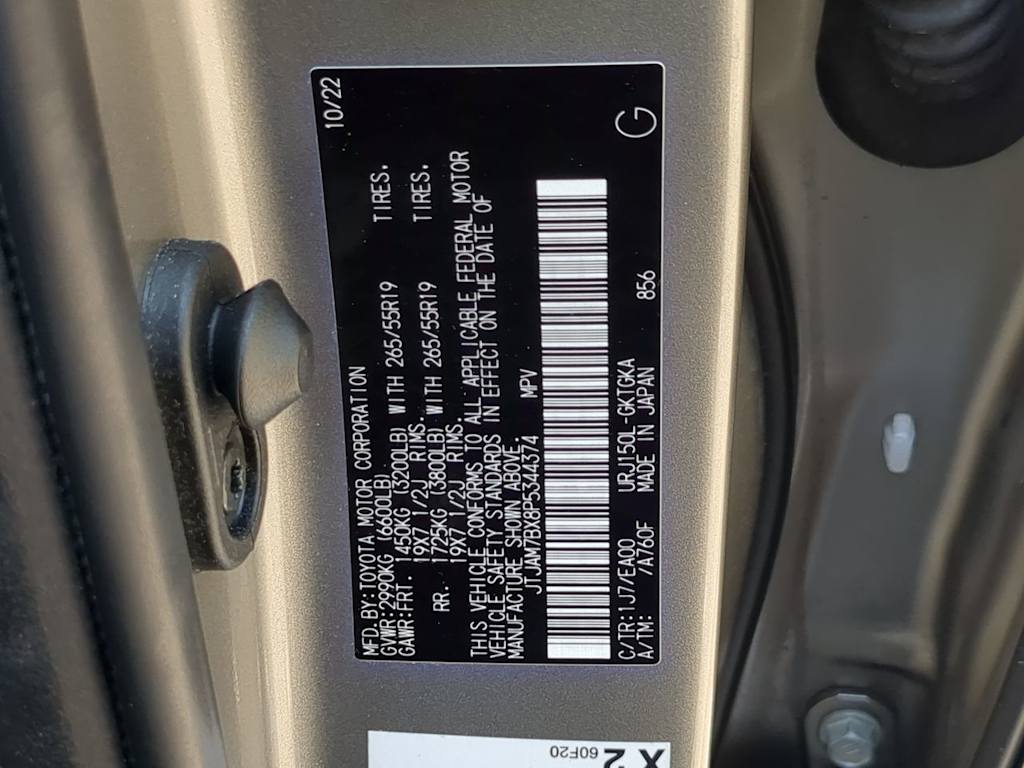 10/22
MFD.BY:TOYOTA MOTOR CORPORATION
GVWR:2990KG (6600LB)
GAWR:FRT. 1450KG (3200LB) WITH 265/55R19 TIRES.
19X7 1/2J RIMS.
RR. 1725KG (3800LB) WITH 265/55R19 TIRES.
19X7 1/2J RIMS.
THIS VEHICLE CONFORMS TO ALL APPLICABLE FEDERAL MOTOR
VEHICLE SAFETY STANDARDS IN EFFECT ON THE DATE OF
MANUFACTURE SHOWN ABOVE.
JTJAM7BX8P5344374 MPV
C/TR:1J7/EA00 URJ150L-GKTGKA 856
A/TM: /A760F MADE IN JAPAN G
X2
60F20